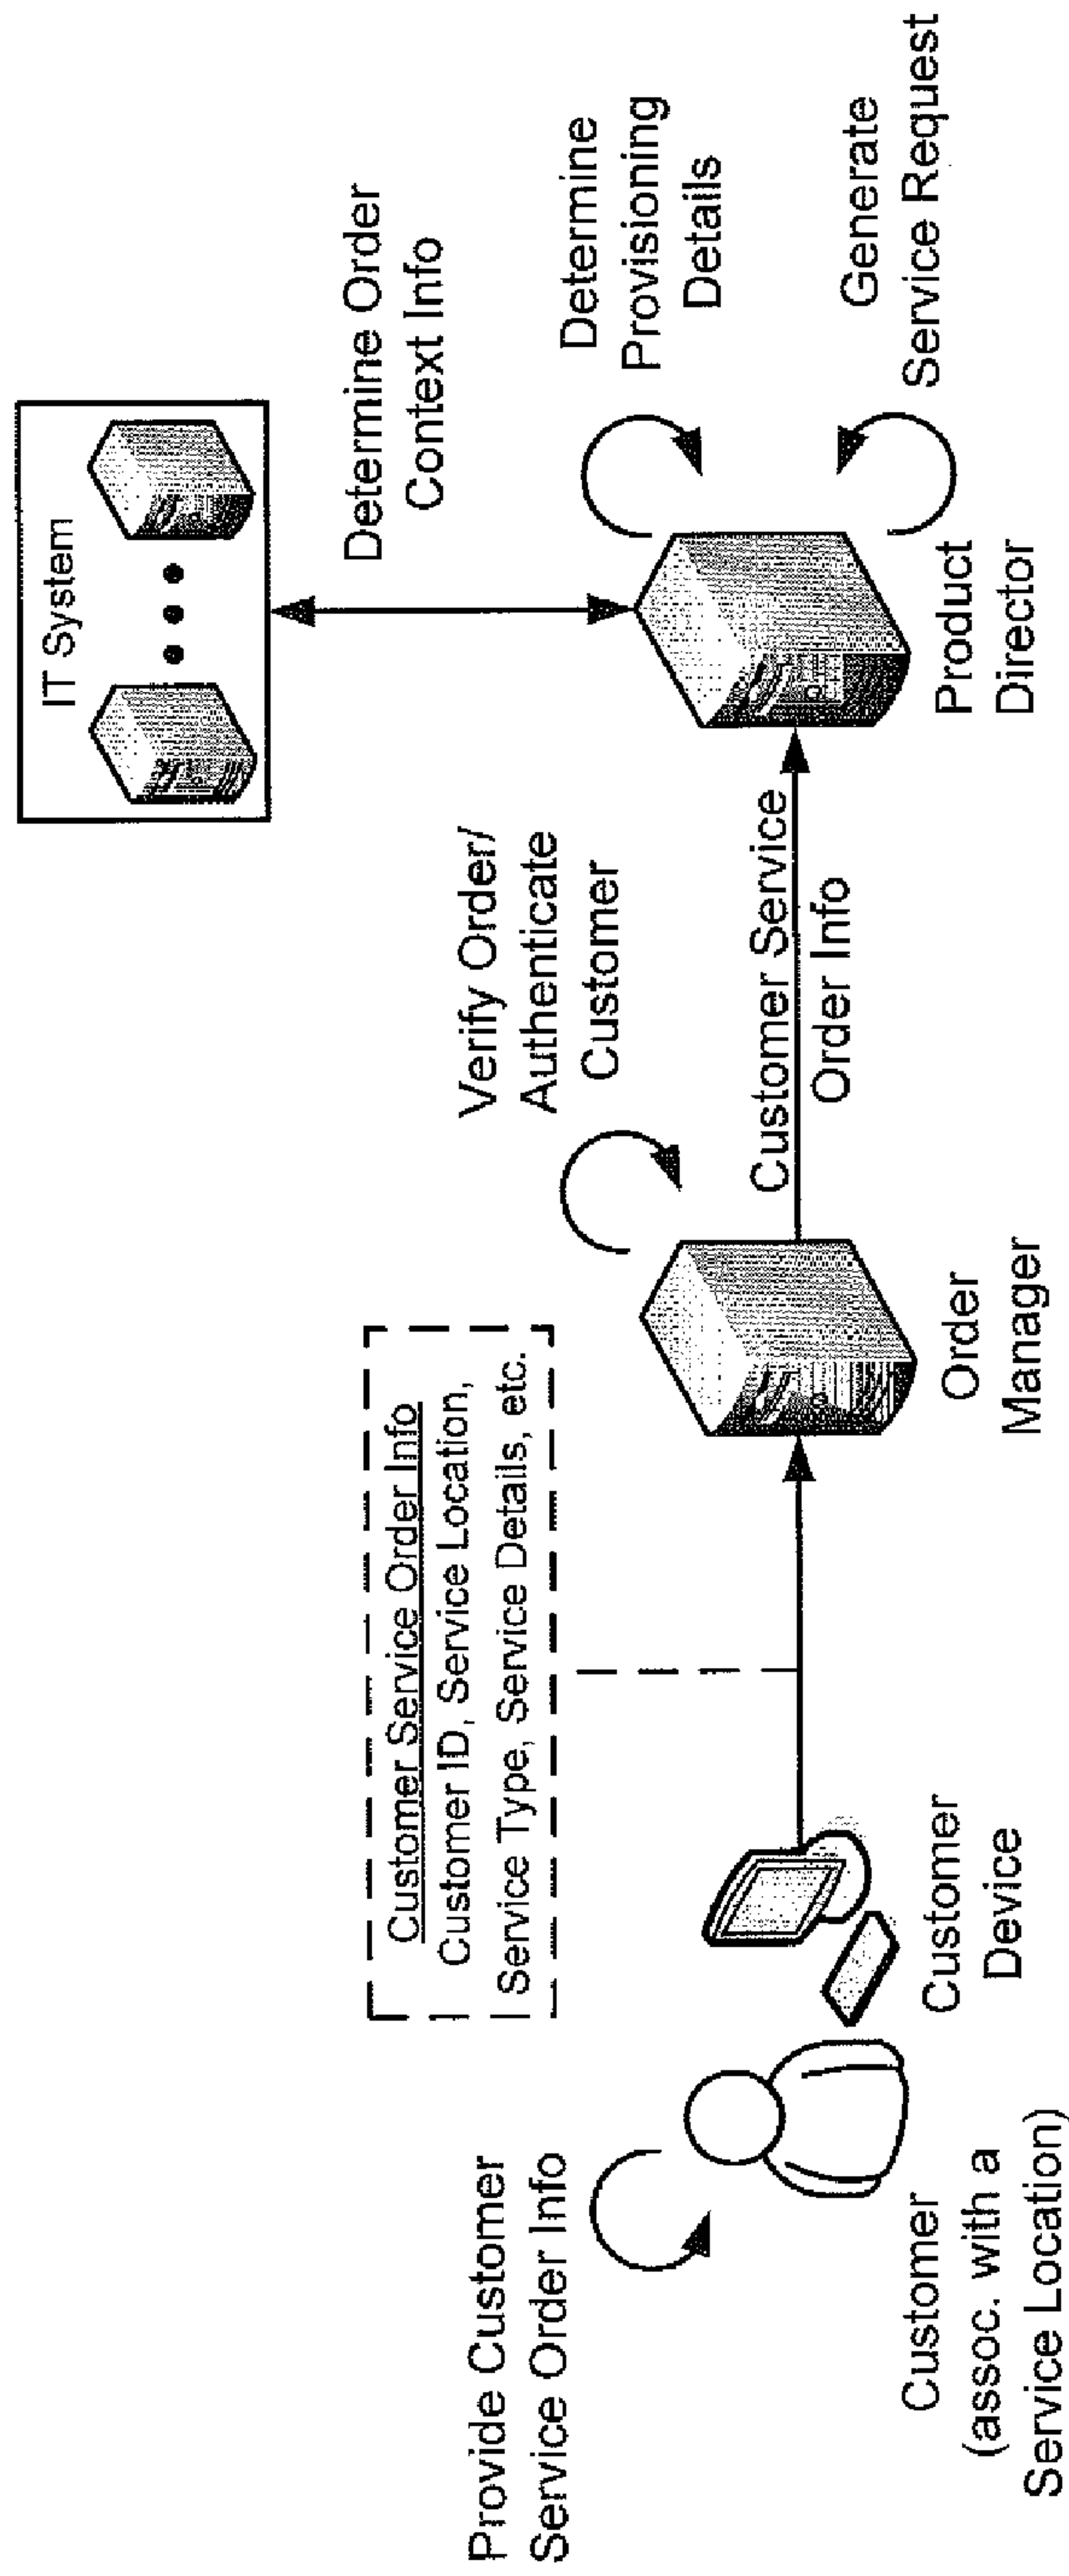 IT System
Determine Order
Context Info
Determine
Provisioning
Details
Generate
Service Request
Product
Director
Verify Order/
Authenticate
Customer
Customer Service
Order Info
Customer Service Order Info
Customer ID, Service Location,
Service Type, Service Details, etc.
Order
Manager
Provide Customer
Service Order Info
Customer
Device
Customer
(assoc. with a
Service Location)